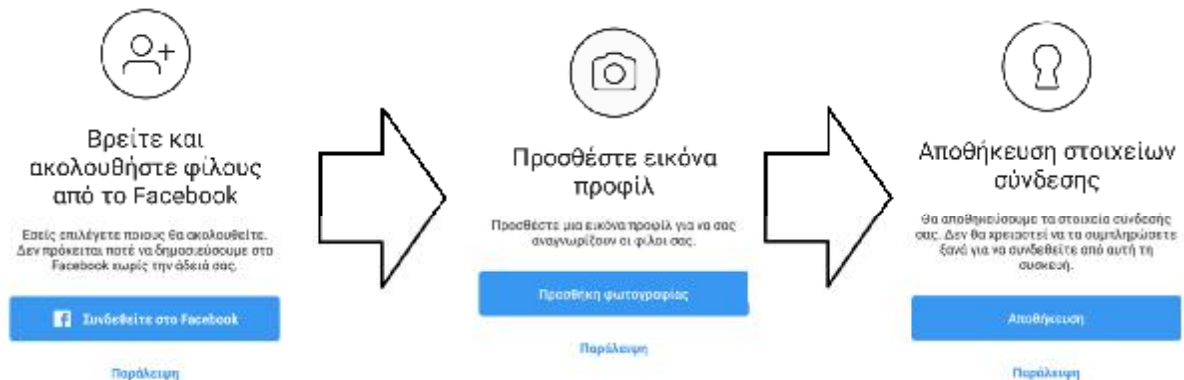 Βρείτε και
ακολουθήστε φίλους
από το Facebook
Εσείς επιλέγετε ποιους θα ακολουθείτε.
Δεν πρόκειται ποτέ να δημοσιεύσουμε στο
Facebook χωρίς την άδειά σας.
Συνδεθείτε στο Facebook
Παράλειψη
Προσθέστε εικόνα
προφίλ
Προσθέστε μια εικόνα προφίλ για να σας
αναγνωρίζουν οι φίλοι σας.
Προσθήκη φωτογραφίας
Παράλειψη
Αποθήκευση στοιχείων
σύνδεσης
Θα αποθηκεύσουμε τα στοιχεία σύνδεσής
σας. Δεν θα χρειαστεί να τα συμπληρώσετε
ξανά για να συνδεθείτε από αυτή τη
συσκευή.
Αποθήκευση
Παράλειψη